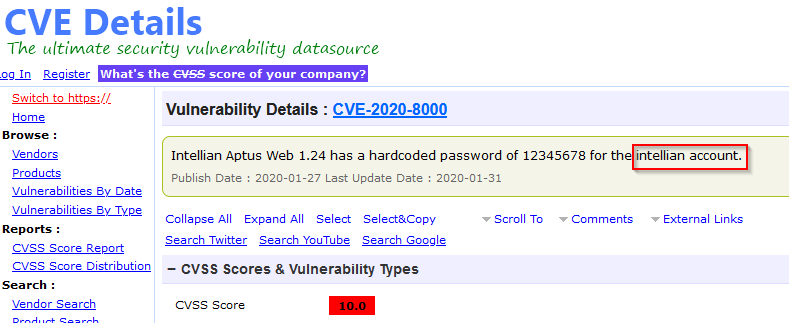 CVE Details
The ultimate security vulnerability datasource
Log In Register What's the CVSS score of your company?
Switch to https://
Home
Browse :
Vendors
Products
Vulnerabilities By Date
Vulnerabilities By Type
Reports :
CVSS Score Report
CVSS Score Distribution
Search :
Vendor Search
Product Search
Vulnerability Details : CVE-2020-8000
Intellian Aptus Web 1.24 has a hardcoded password of 12345678 for the intellian account.
Publish Date : 2020-01-27 Last Update Date : 2020-01-31
Collapse All Expand All Select Select&Copy Scroll To Comments External Links
Search Twitter Search YouTube Search Google
− CVSS Scores & Vulnerability Types
CVSS Score 10.0